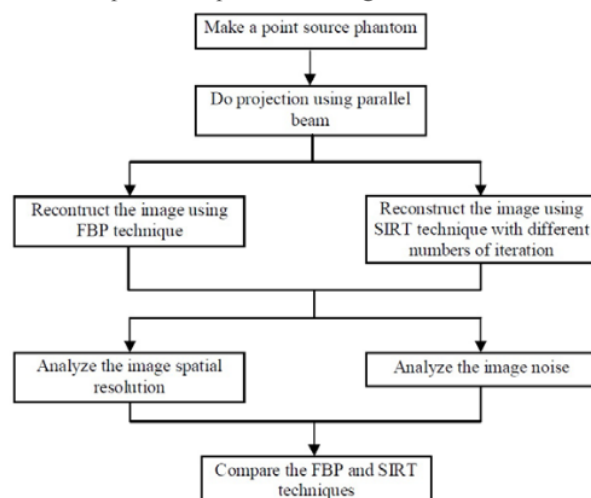 Make a point source phantom
Do projection using parallel
beam
Recontruct the image using
FBP technique
Reconstruct the image using
SIRT technique with different
numbers of iteration
Analyze the image spatial
resolution
Analyze the image noise
Compare the FBP and SIRT
techniques